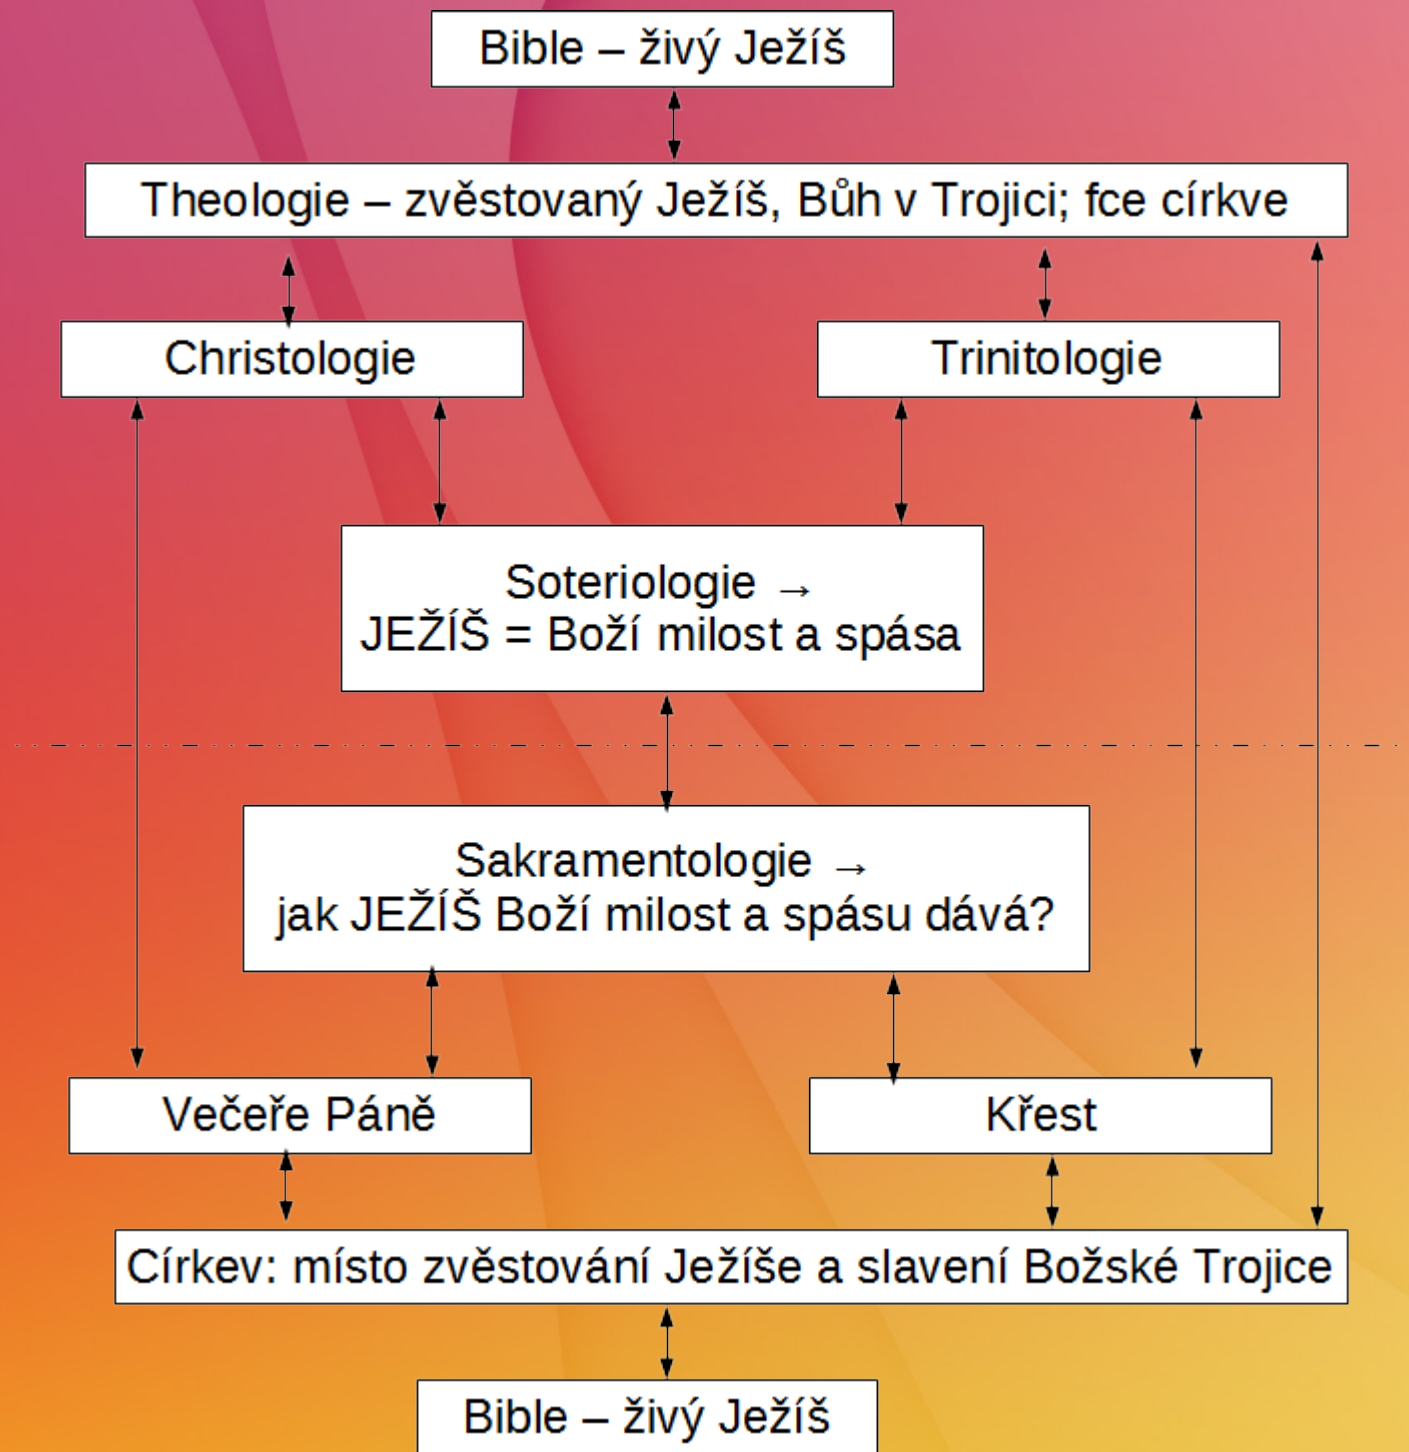 Bible – živý Ježíš
Theologie – zvěstovaný Ježíš, Bůh v Trojici; fce církve
Christologie
Trinitologie
Soteriologie →
JEŽÍŠ = Boží milost a spása
Sakramentologie →
jak JEŽÍŠ Boží milost a spásu dává?
Večeře Páně
Křest
Církev: místo zvěstování Ježíše a slavení Božské Trojice
Bible – živý Ježíš